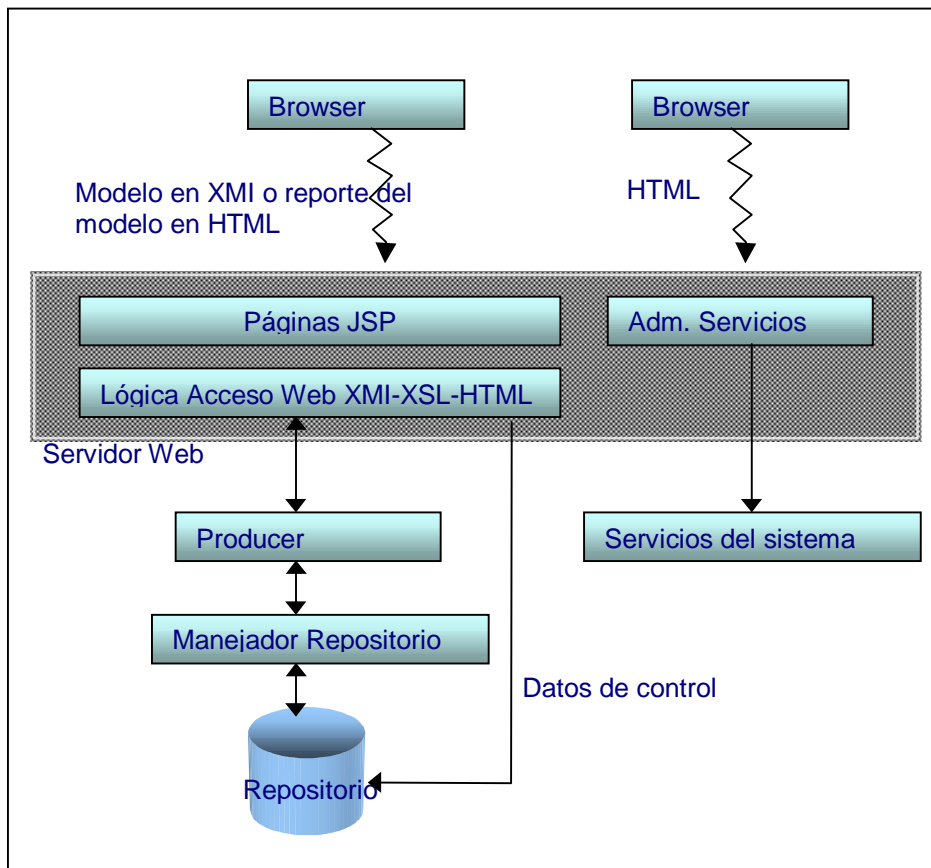 Browser
Browser
Modelo en XMI o reporte del
modelo en HTML
HTML
Páginas JSP
Adm. Servicios
Lógica Acceso Web XMI-XSL-HTML
Servidor Web
Producer
Servicios del sistema
Manejador Repositorio
Datos de control
Repositorio